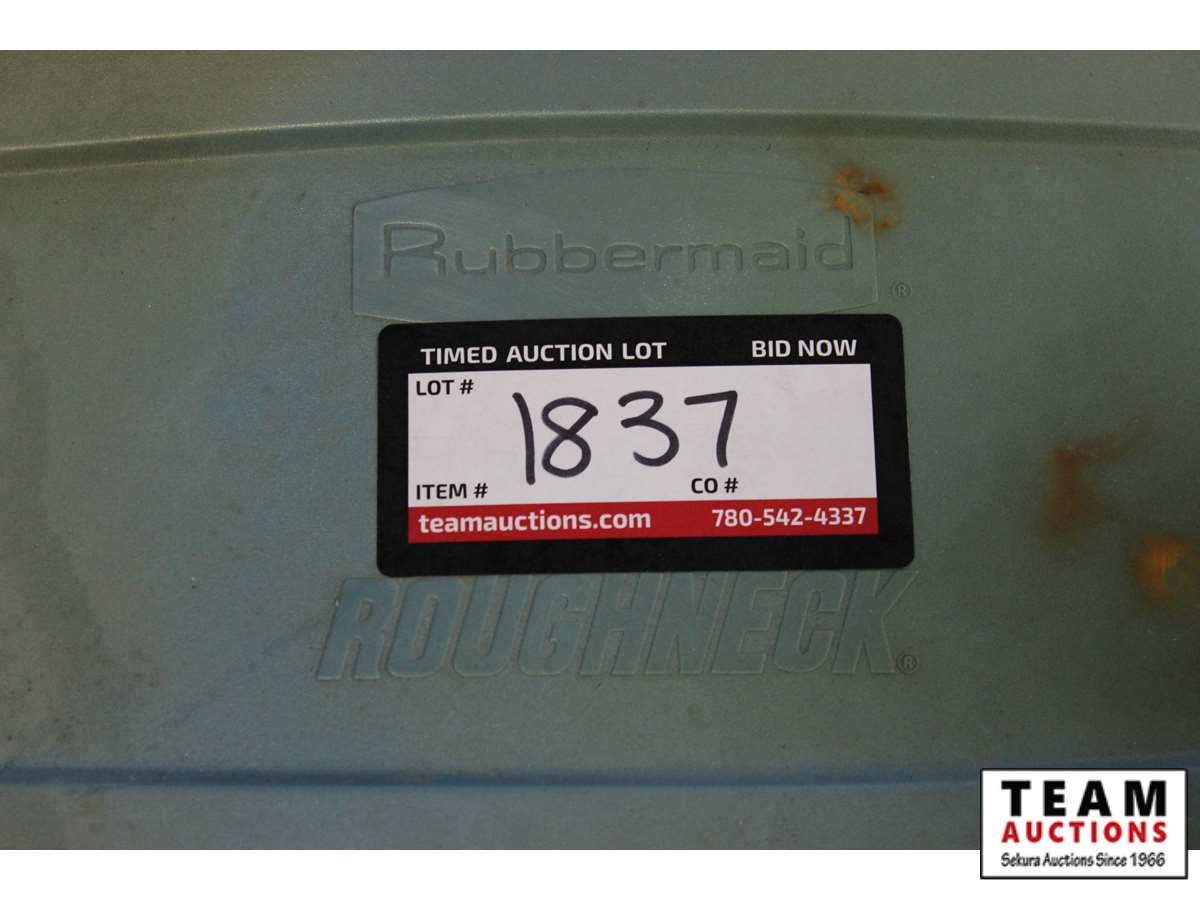 Rubbermaid®
TIMED AUCTION LOT BID NOW
LOT #
1837
ITEM # CO #
teamauctions.com 780-542-4337
ROUGHNECK®
TEAM
AUCTIONS
Sekura Auctions Since 1966